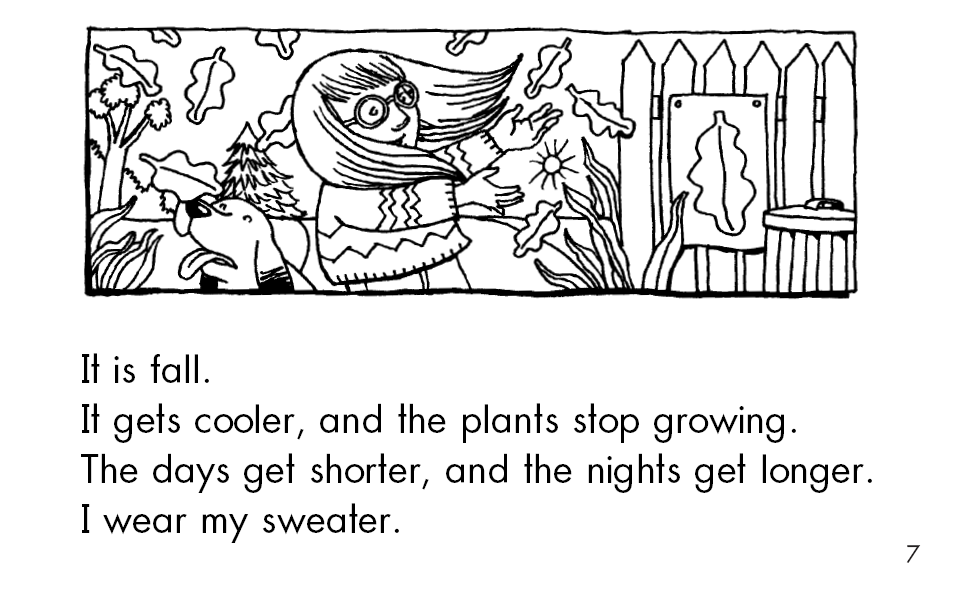 It is fall.
It gets cooler, and the plants stop growing.
The days get shorter, and the nights get longer.
I wear my sweater.
7